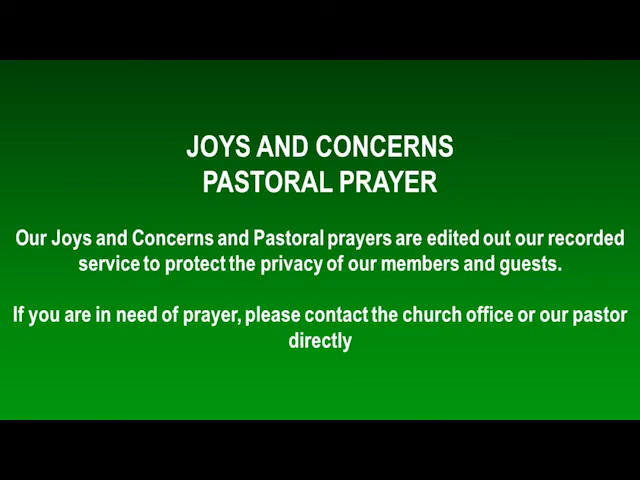 JOYS AND CONCERNS
PASTORAL PRAYER
Our Joys and Concerns and Pastoral prayers are edited out our recorded
service to protect the privacy of our members and guests.
If you are in need of prayer, please contact the church office or our pastor
directly